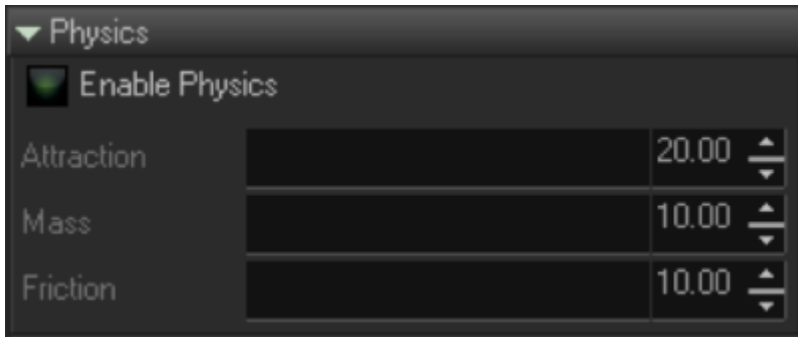 Physics
Enable Physics
Attraction 20.00
Mass 10.00
Friction 10.00